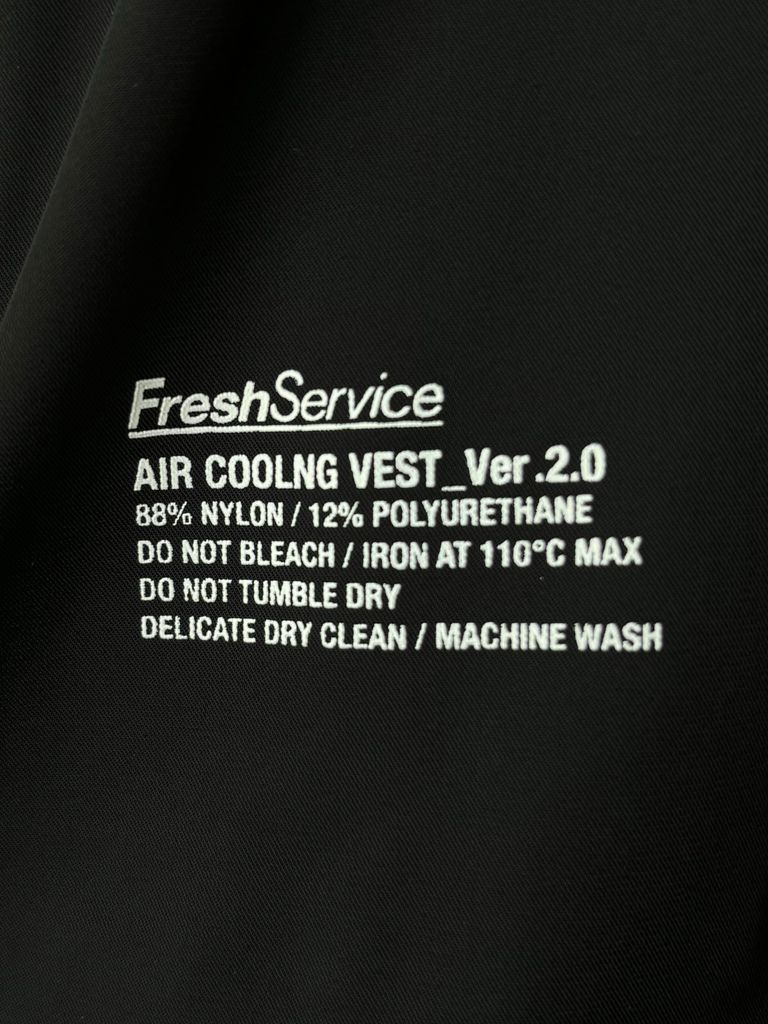 FreshService
AIR COOLNG VEST_Ver.2.0
88% NYLON / 12% POLYURETHANE
DO NOT BLEACH / IRON AT 110°C MAX
DO NOT TUMBLE DRY
DELICATE DRY CLEAN / MACHINE WASH